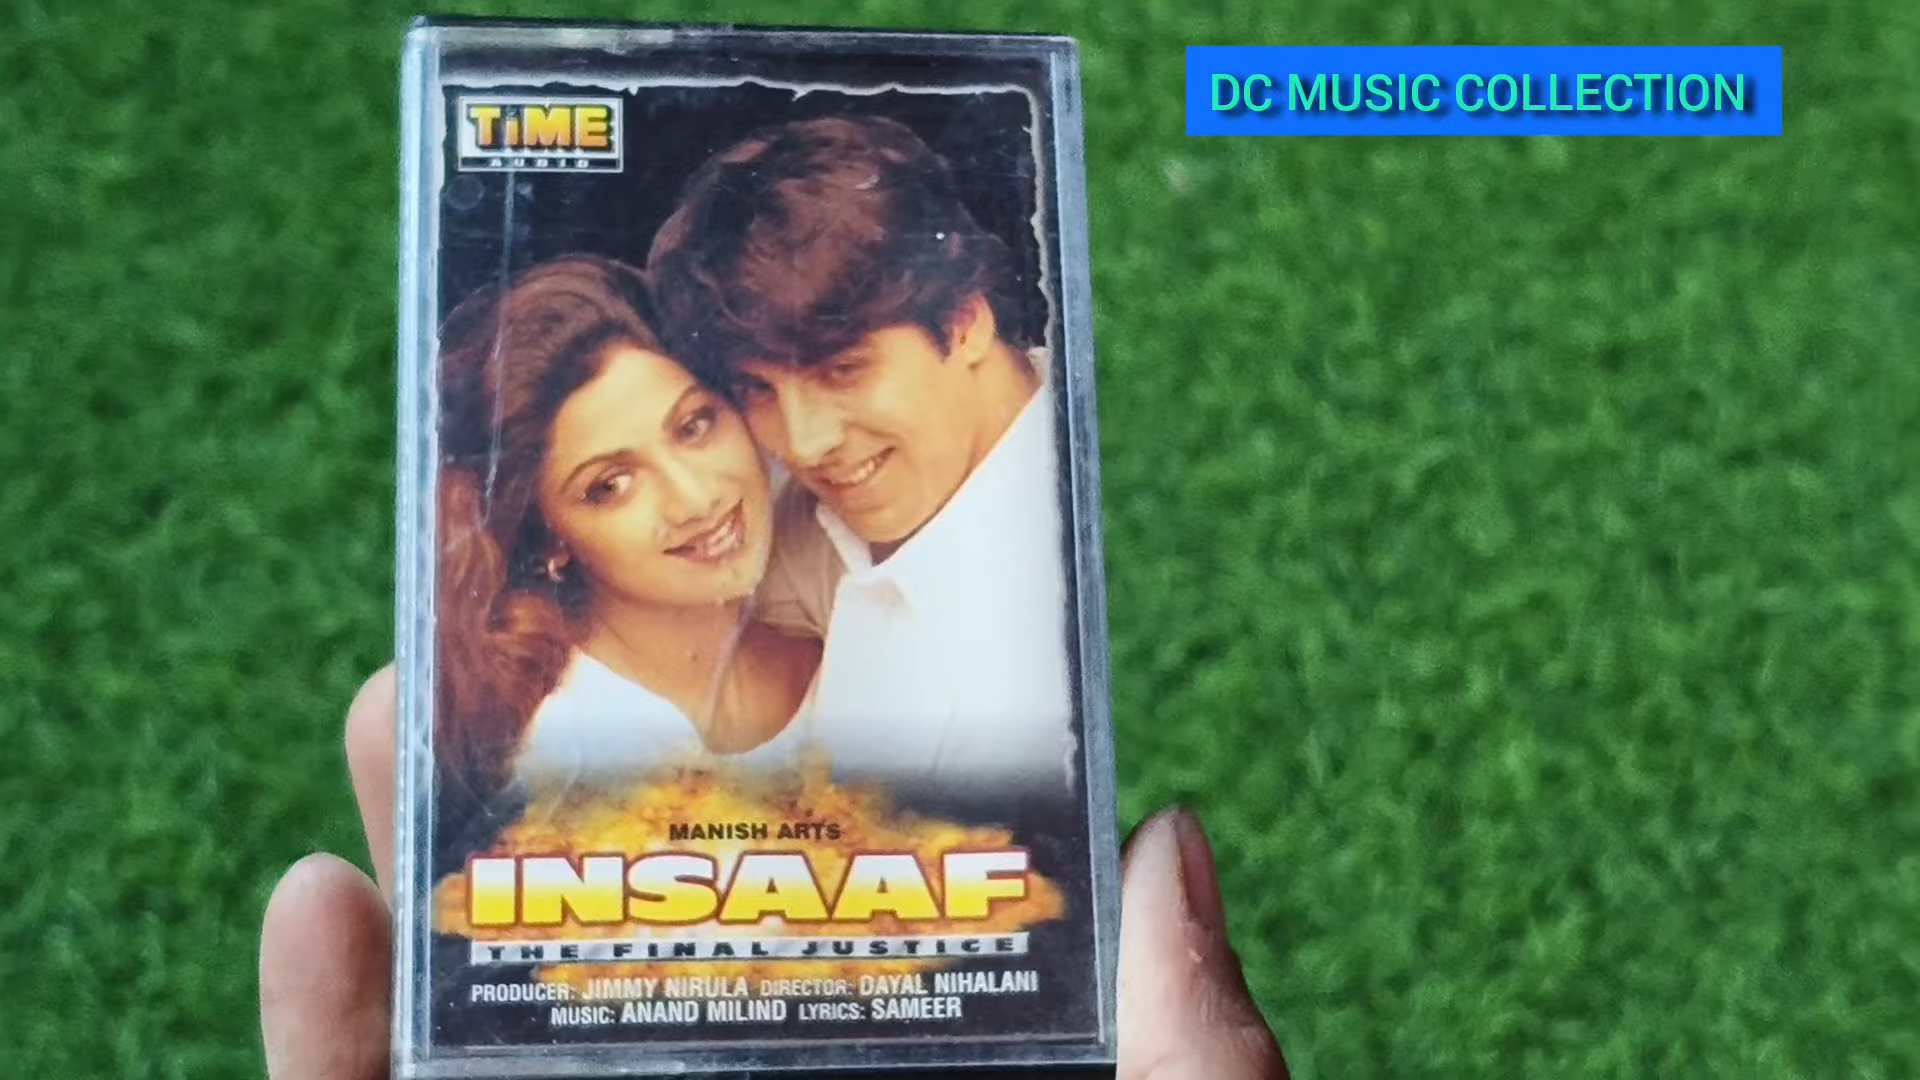 DC MUSIC COLLECTION
TiME
AUDIO
MANISH ARTS
INSAAF
THE FINAL JUSTICE
PRODUCER: JIMMY NIRULA DIRECTOR: DAYAL NIHALANI
MUSIC: ANAND MILIND LYRICS: SAMEER